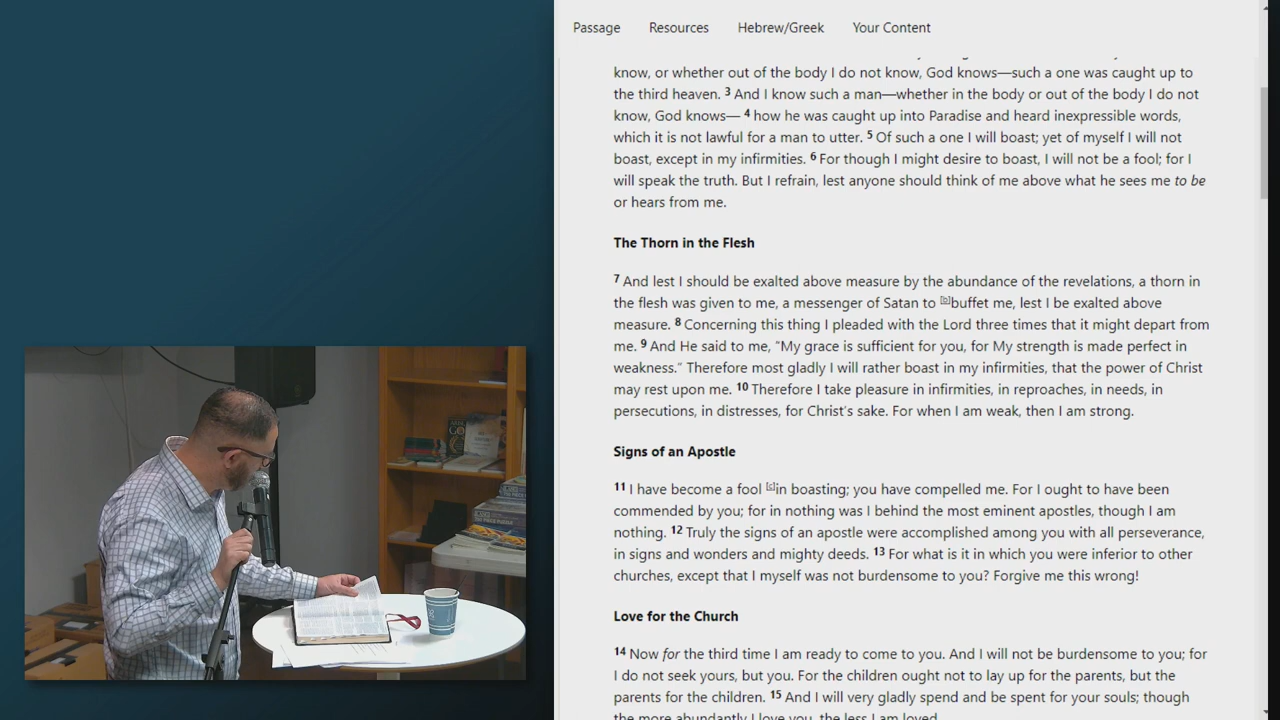 Passage Resources Hebrew/Greek Your Content
know, or whether out of the body I do not know, God knows—such a one was caught up to
the third heaven. 3 And I know such a man—whether in the body or out of the body I do not
know, God knows— 4 how he was caught up into Paradise and heard inexpressible words,
which it is not lawful for a man to utter. 5 Of such a one I will boast; yet of myself I will not
boast, except in my infirmities. 6 For though I might desire to boast, I will not be a fool; for I
will speak the truth. But I refrain, lest anyone should think of me above what he sees me to be
or hears from me.
The Thorn in the Flesh
7 And lest I should be exalted above measure by the abundance of the revelations, a thorn in
the flesh was given to me, a messenger of Satan to [b]buffet me, lest I be exalted above
measure. 8 Concerning this thing I pleaded with the Lord three times that it might depart from
me. 9 And He said to me, “My grace is sufficient for you, for My strength is made perfect in
weakness.” Therefore most gladly I will rather boast in my infirmities, that the power of Christ
may rest upon me. 10 Therefore I take pleasure in infirmities, in reproaches, in needs, in
persecutions, in distresses, for Christ’s sake. For when I am weak, then I am strong.
Signs of an Apostle
11 I have become a fool [c]in boasting; you have compelled me. For I ought to have been
commended by you; for in nothing was I behind the most eminent apostles, though I am
nothing. 12 Truly the signs of an apostle were accomplished among you with all perseverance,
in signs and wonders and mighty deeds. 13 For what is it in which you were inferior to other
churches, except that I myself was not burdensome to you? Forgive me this wrong!
Love for the Church
14 Now for the third time I am ready to come to you. And I will not be burdensome to you; for
I do not seek yours, but you. For the children ought not to lay up for the parents, but the
parents for the children. 15 And I will very gladly spend and be spent for your souls; though
the more abundantly I love you, the less I am loved.